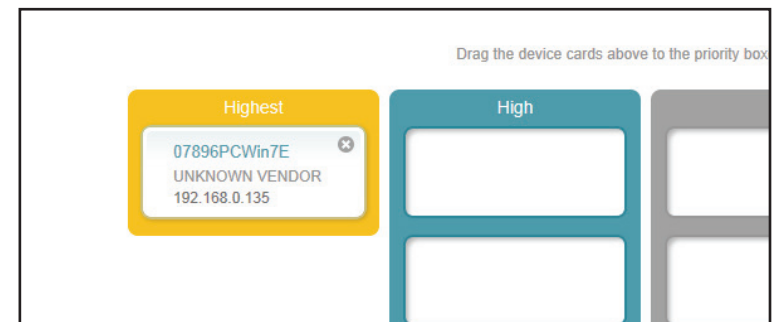 Drag the device cards above to the priority box
Highest
High
07896PCWin7E
UNKNOWN VENDOR
192.168.0.135